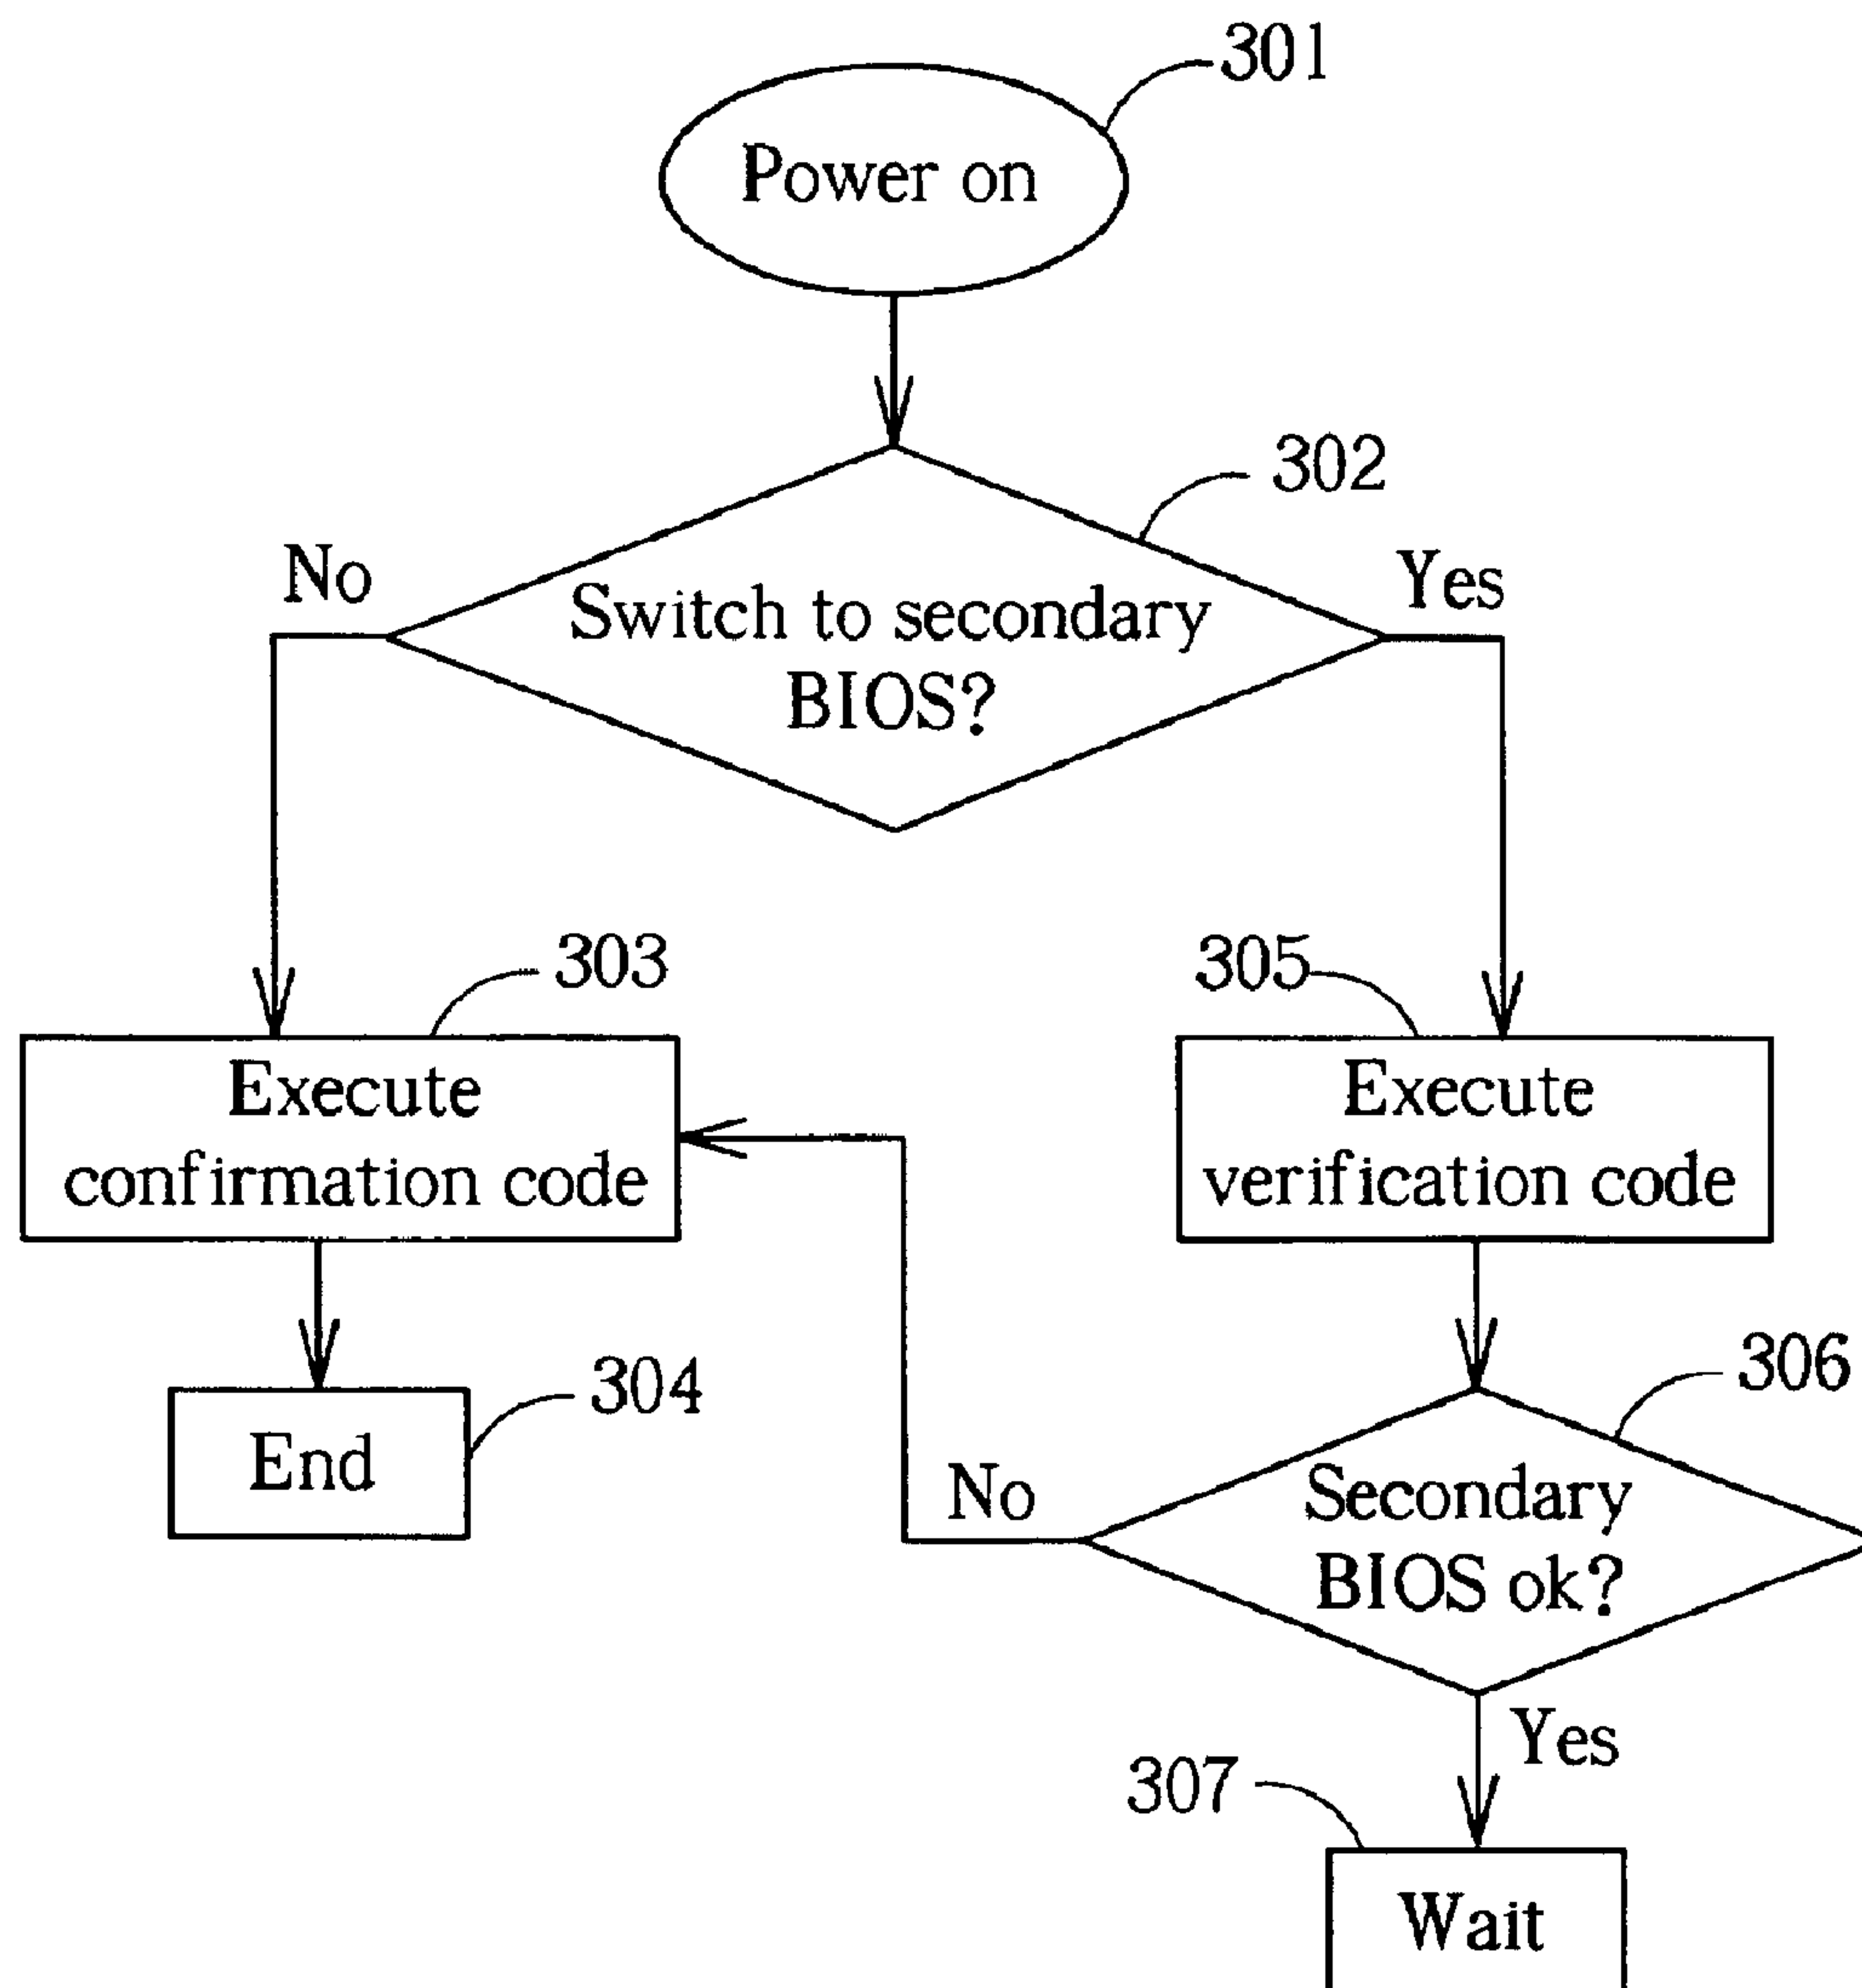 301
Power on
302
No
Yes
Switch to secondary
BIOS?
303
305
Execute
confirmation code
Execute
verification code
304
End
306
No
Secondary
BIOS ok?
Yes
307
Wait